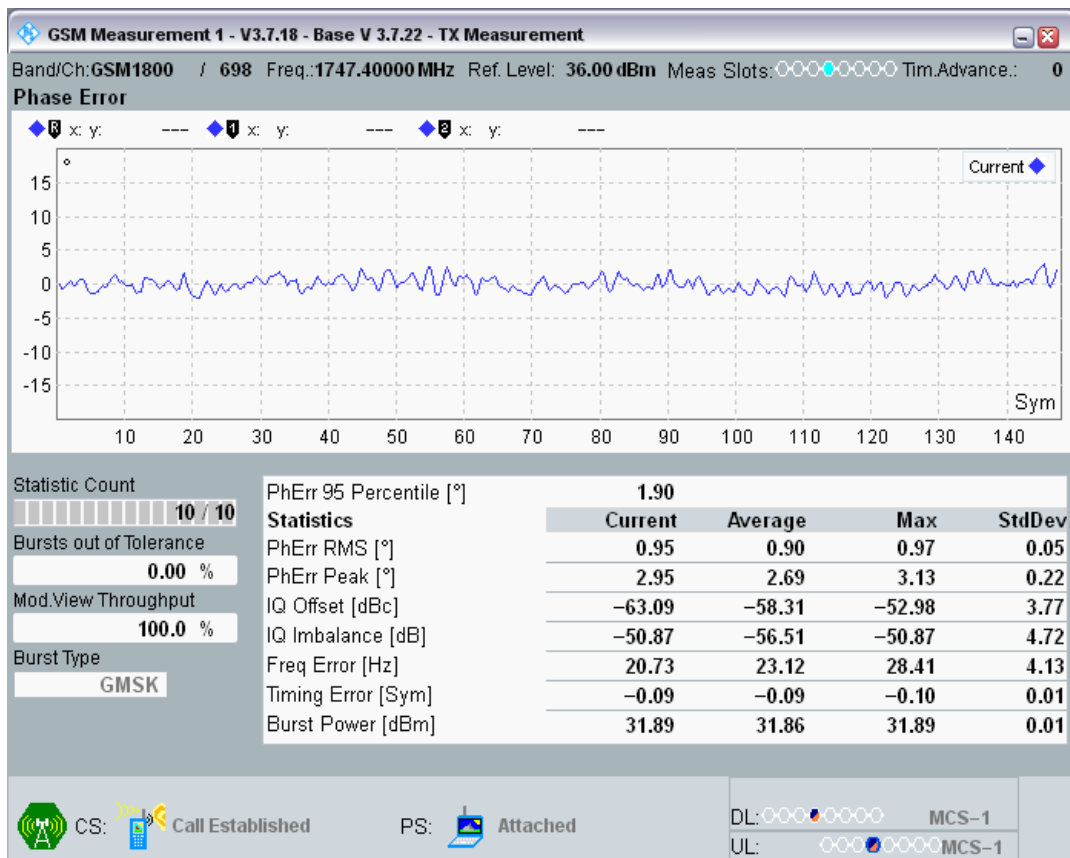 GSM Measurement 1 - V3.7.18 - Base V 3.7.22 - TX Measurement
Band/Ch:GSM1800 / 698 Freq.:1747.40000 MHz Ref. Level: 36.00 dBm Meas Slots: Tim.Advance.: 0
Phase Error
R x: y: --- 1 x: y: --- 2 x: y: ---
°
Current
15
10
5
0
-5
-10
-15
Sym
10 20 30 40 50 60 70 80 90 100 110 120 130 140
Statistic Count
10 / 10
Bursts out of Tolerance
0.00 %
Mod.View Throughput
100.0 %
Burst Type
GMSK
PhErr 95 Percentile [°] 1.90
Statistics Current Average Max StdDev
PhErr RMS [°] 0.95 0.90 0.97 0.05
PhErr Peak [°] 2.95 2.69 3.13 0.22
IQ Offset [dBc] −63.09 −58.31 −52.98 3.77
IQ Imbalance [dB] −50.87 −56.51 −50.87 4.72
Freq Error [Hz] 20.73 23.12 28.41 4.13
Timing Error [Sym] −0.09 −0.09 −0.10 0.01
Burst Power [dBm] 31.89 31.86 31.89 0.01
CS: Call Established PS: Attached
DL: MCS−1
UL: MCS−1